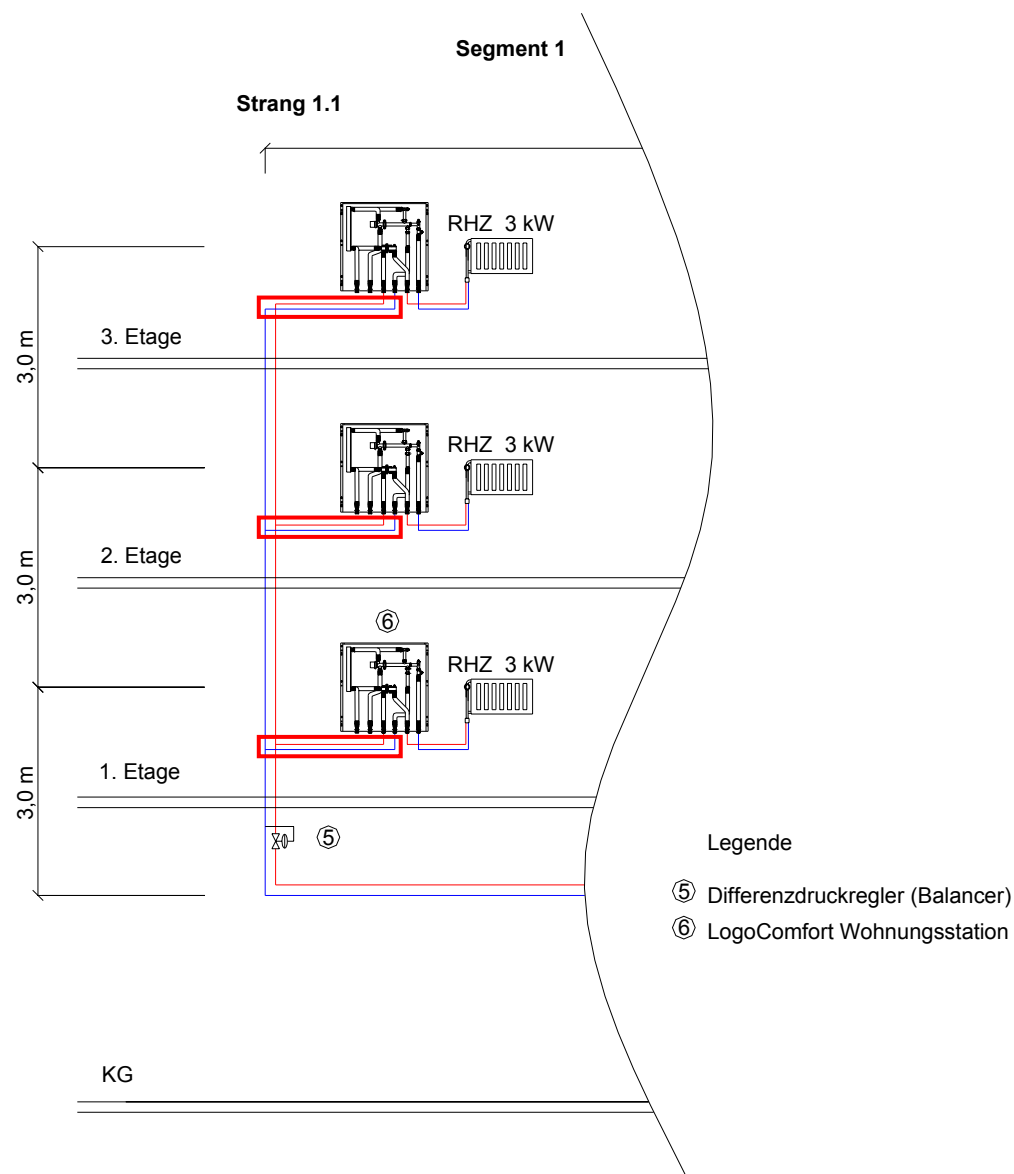 Segment 1
Strang 1.1
RHZ 3 kW
3. Etage
3,0 m
RHZ 3 kW
2. Etage
3,0 m
6
RHZ 3 kW
1. Etage
3,0 m
5
Legende
5 Differenzdruckregler (Balancer)
6 LogoComfort Wohnungsstation
KG